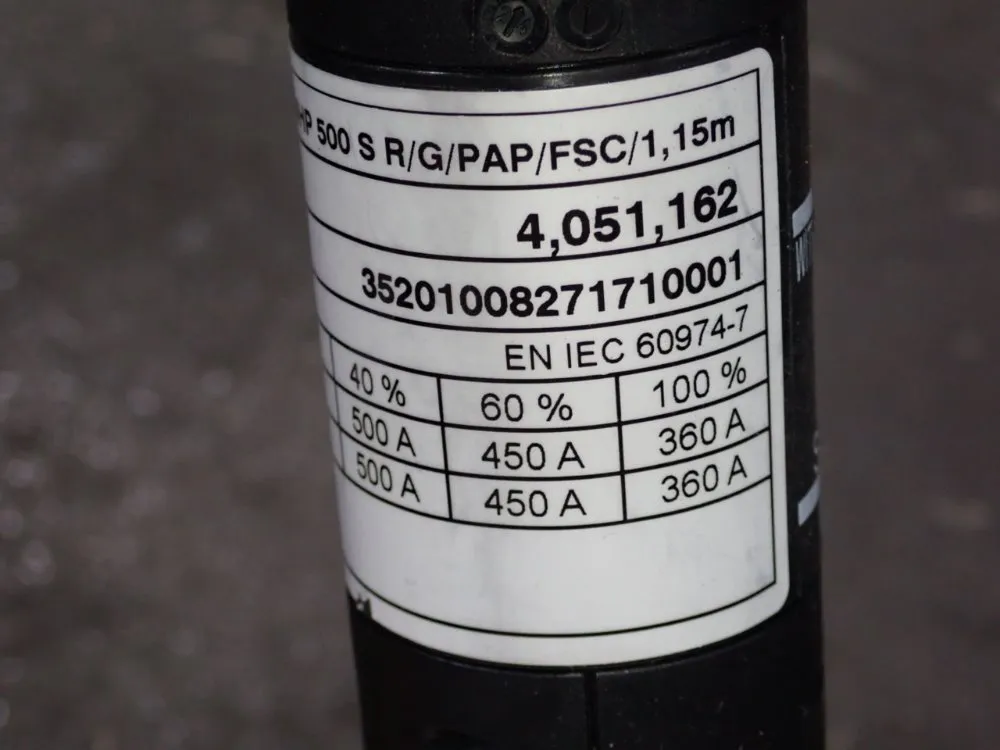 HP 500 S R/G/PAP/FSC/1,15m
4,051,162
35201008271710001
EN IEC 60974-7
40 % 60 % 100 %
500 A 450 A 360 A
500 A 450 A 360 A